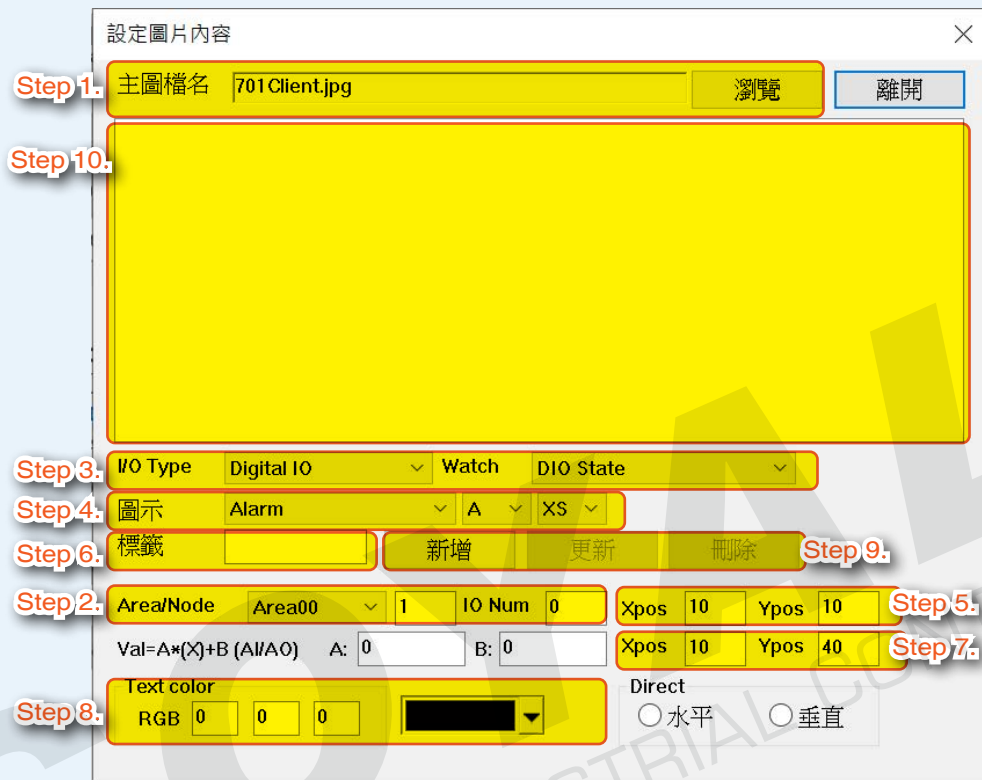 設定圖片內容
Step 1. 主圖檔名 701Client.jpg 瀏覽 離開
Step 10.
Step 3. I/O Type Digital IO Watch DIO State
Step 4. 圖示 Alarm A XS
Step 6. 標籤 新增 更新 刪除 Step 9.
Step 2. Area/Node Area00 1 IO Num 0 Xpos 10 Ypos 10 Step 5.
Val=A*(X)+B (AI/AO) A: 0 B: 0 Xpos 10 Ypos 40 Step 7.
Text color Direct
Step 8. RGB 0 0 0 水平 垂直